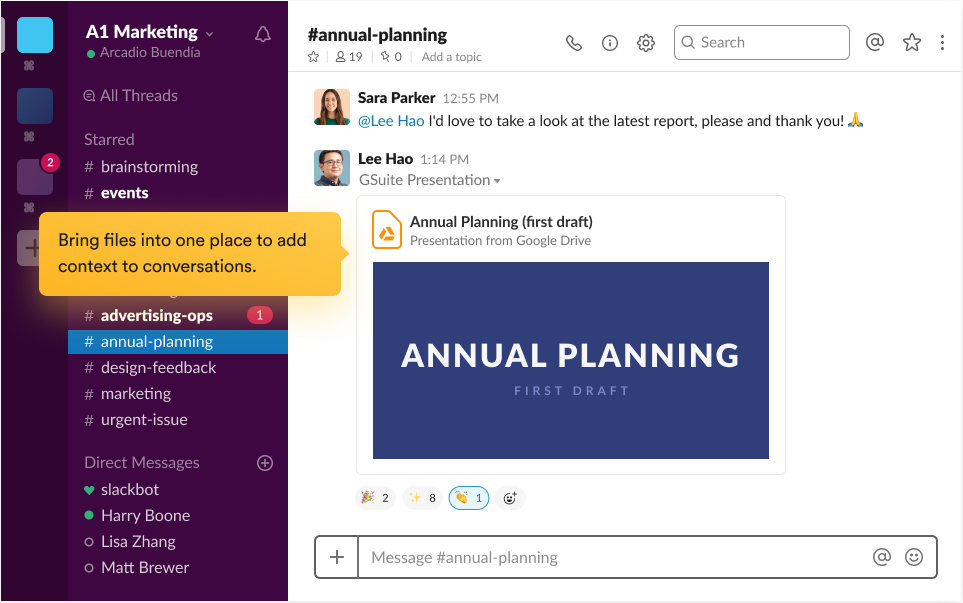 A1 Marketing
Arcadio Buendía
All Threads
Starred
# brainstorming
# events
2
Bring files into one place to add
context to conversations.
# advertising-ops 1
# annual-planning
# design-feedback
# marketing
# urgent-issue
Direct Messages
slackbot
Harry Boone
Lisa Zhang
Matt Brewer
#annual-planning
19 | 0 | Add a topic
Search
Sara Parker 12:55 PM
@Lee Hao I'd love to take a look at the latest report, please and thank you! 🙏
Lee Hao 1:14 PM
GSuite Presentation
Annual Planning (first draft)
Presentation from Google Drive
ANNUAL PLANNING
FIRST DRAFT
🎉 2 ✨ 8 👏 1
+ Message #annual-planning @